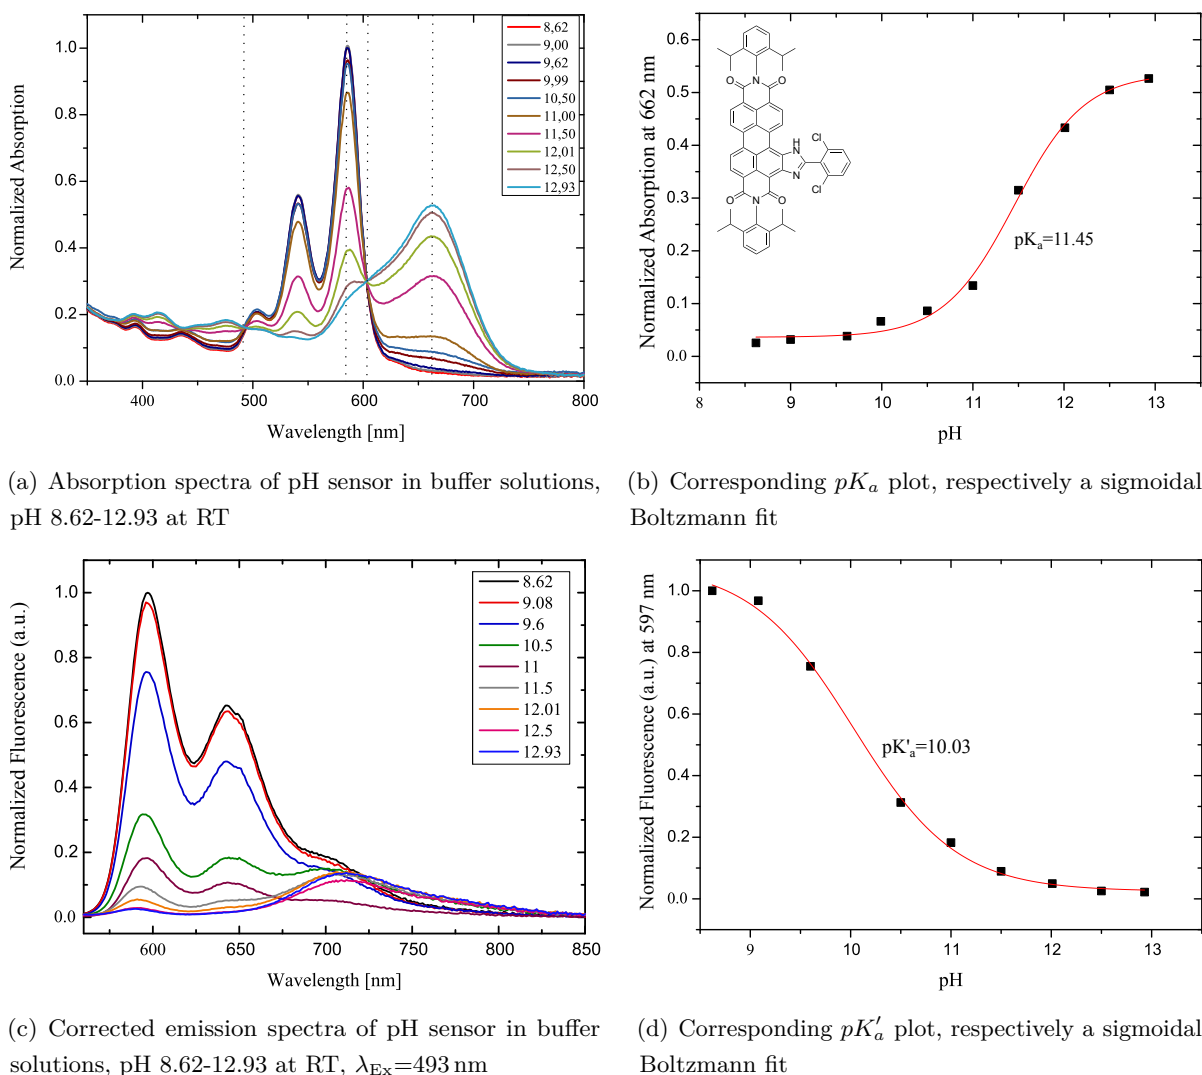 1.0
0.8
0.6
0.4
0.2
0.0
400
500
600
700
800
Normalized Absorption
Wavelength [nm]
8,62
9,00
9,62
9,99
10,50
11,00
11,50
12,01
12,50
12,93
0.6
0.5
0.4
0.3
0.2
0.1
0.0
8
9
10
11
12
13
Normalized Absorption at 662 nm
pH
pKa=11.45
O
N
O
NH
N
Cl
Cl
O
N
O
(a) Absorption spectra of pH sensor in buffer solutions,
pH 8.62-12.93 at RT
(b) Corresponding pKa plot, respectively a sigmoidal
Boltzmann fit
1.0
0.8
0.6
0.4
0.2
0.0
600
650
700
750
800
850
Normalized Fluorescence (a.u.)
Wavelength [nm]
8.62
9.08
9.6
10.5
11
11.5
12.01
12.5
12.93
1.0
0.8
0.6
0.4
0.2
0.0
9
10
11
12
13
Normalized Fluorescence (a.u.) at 597 nm
pH
pK'a=10.03
(c) Corrected emission spectra of pH sensor in buffer
solutions, pH 8.62-12.93 at RT, λEx=493 nm
(d) Corresponding pK′a plot, respectively a sigmoidal
Boltzmann fit